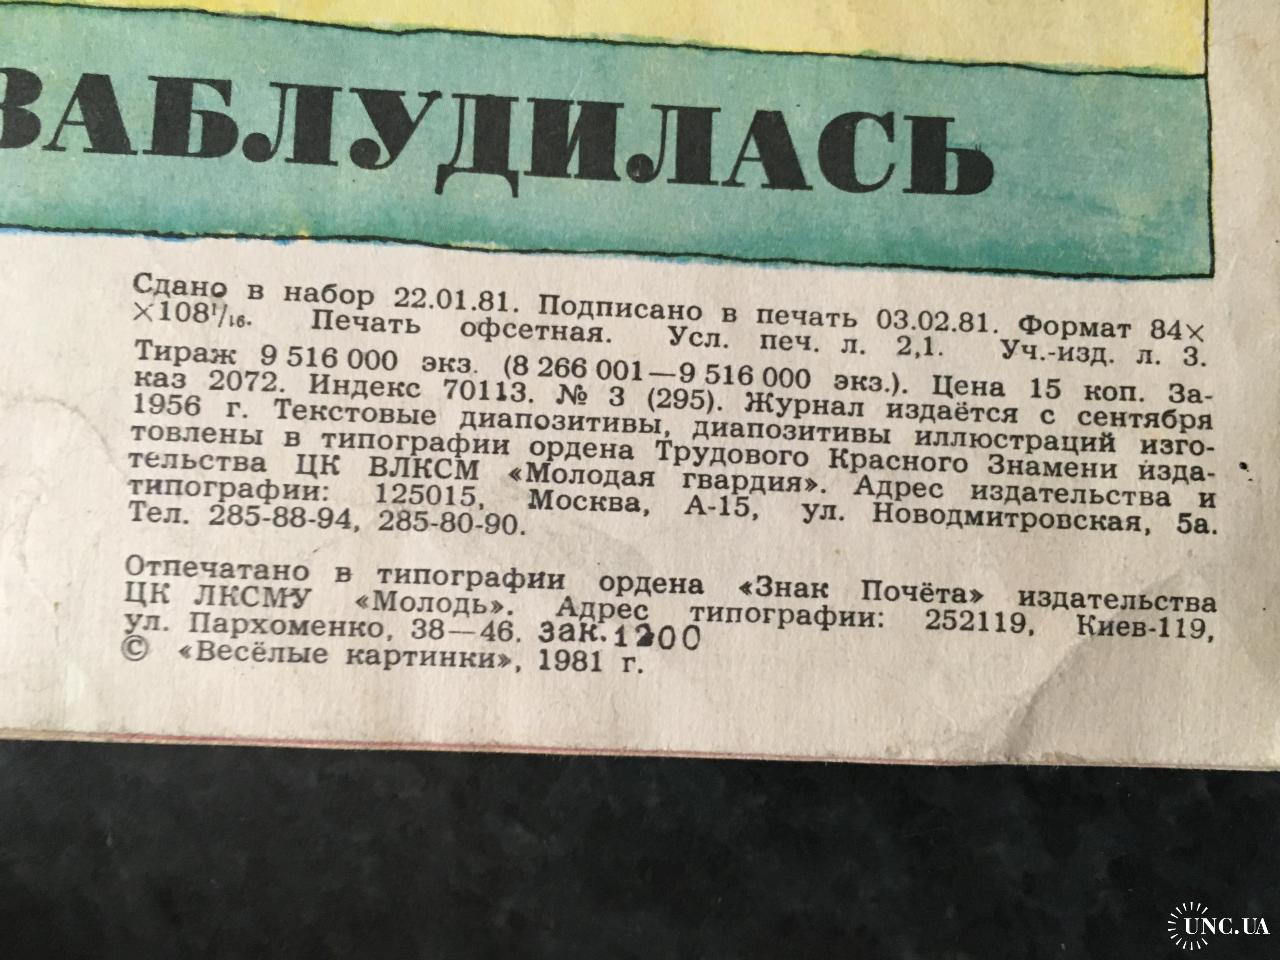 ЗАБЛУДИЛАСЬ
Сдано в набор 22.01.81. Подписано в печать 03.02.81. Формат 84×
×108¹/₁₆. Печать офсетная. Усл. печ. л. 2,1. Уч.-изд. л. 3.
Тираж 9 516 000 экз. (8 266 001—9 516 000 экз.). Цена 15 коп. За-
каз 2072. Индекс 70113. № 3 (295). Журнал издаётся с сентября
1956 г. Текстовые диапозитивы, диапозитивы иллюстраций изго-
товлены в типографии ордена Трудового Красного Знамени изда-
тельства ЦК ВЛКСМ «Молодая гвардия». Адрес издательства и
типографии: 125015, Москва, А-15, ул. Новодмитровская, 5а.
Тел. 285-88-94, 285-80-90.
Отпечатано в типографии ордена «Знак Почёта» издательства
ЦК ЛКСМУ «Молодь». Адрес типографии: 252119, Киев-119,
ул. Пархоменко, 38—46. зак.1200
© «Весёлые картинки», 1981 г.
UNC.UA